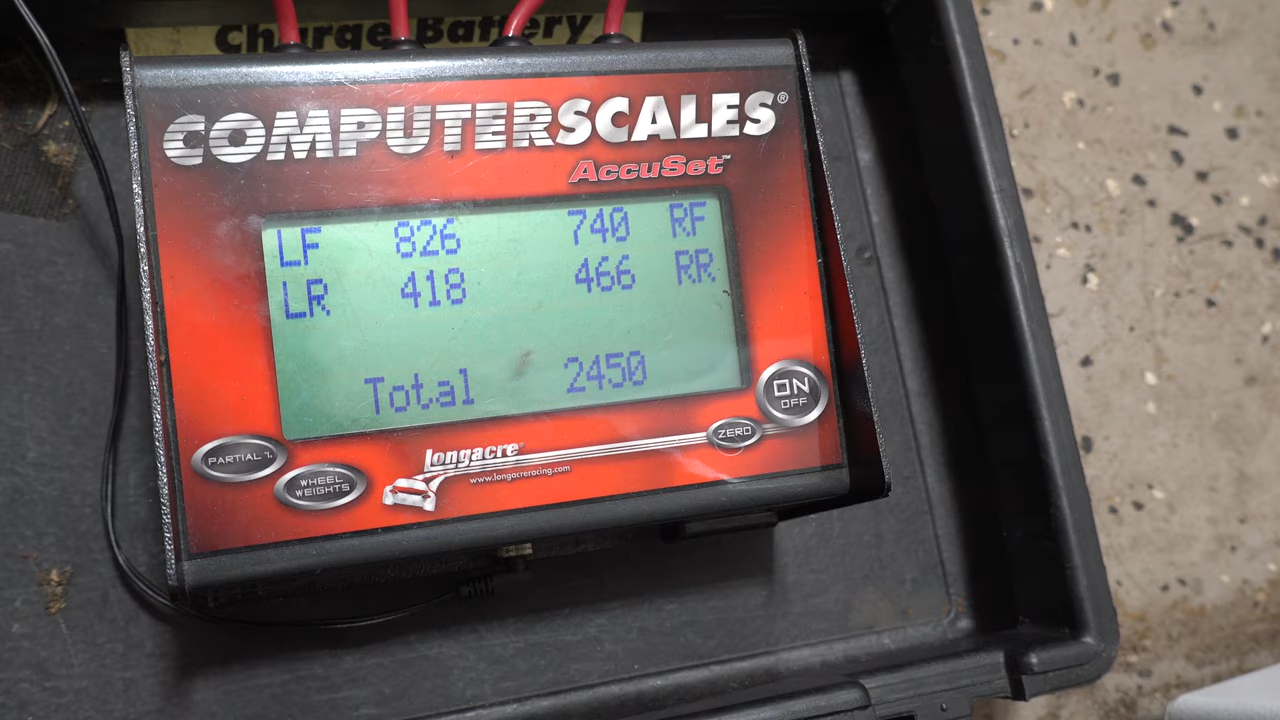 Charge Battery
COMPUTERSCALES®
AccuSet™
LF 826 740 RF
LR 418 466 RR
Total 2450
ON
OFF
ZERO
PARTIAL %
WHEEL
WEIGHTS
longacre®
www.longacreracing.com